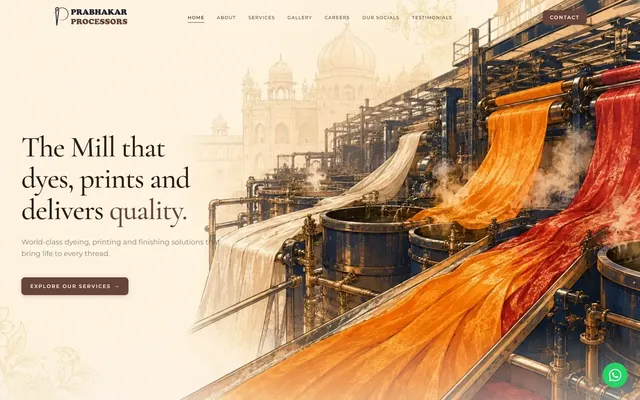 PRABHAKAR
PROCESSORS
HOME ABOUT SERVICES GALLERY CAREERS OUR SOCIALS TESTIMONIALS
CONTACT
The Mill that
dyes, prints and
delivers quality.
World-class dyeing, printing and finishing solutions that
bring life to every thread.
EXPLORE OUR SERVICES →